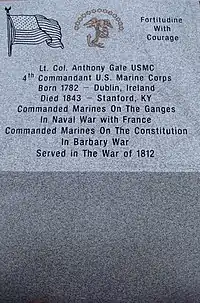 Fortitudine
With
Courage
Lt. Col. Anthony Gale USMC
4th Commandant U.S. Marine Corps
Born 1782 – Dublin, Ireland
Died 1843 – Stanford, KY
Commanded Marines On The Ganges
In Naval War with France
Commanded Marines On The Constitution
In Barbary War
Served in The War of 1812